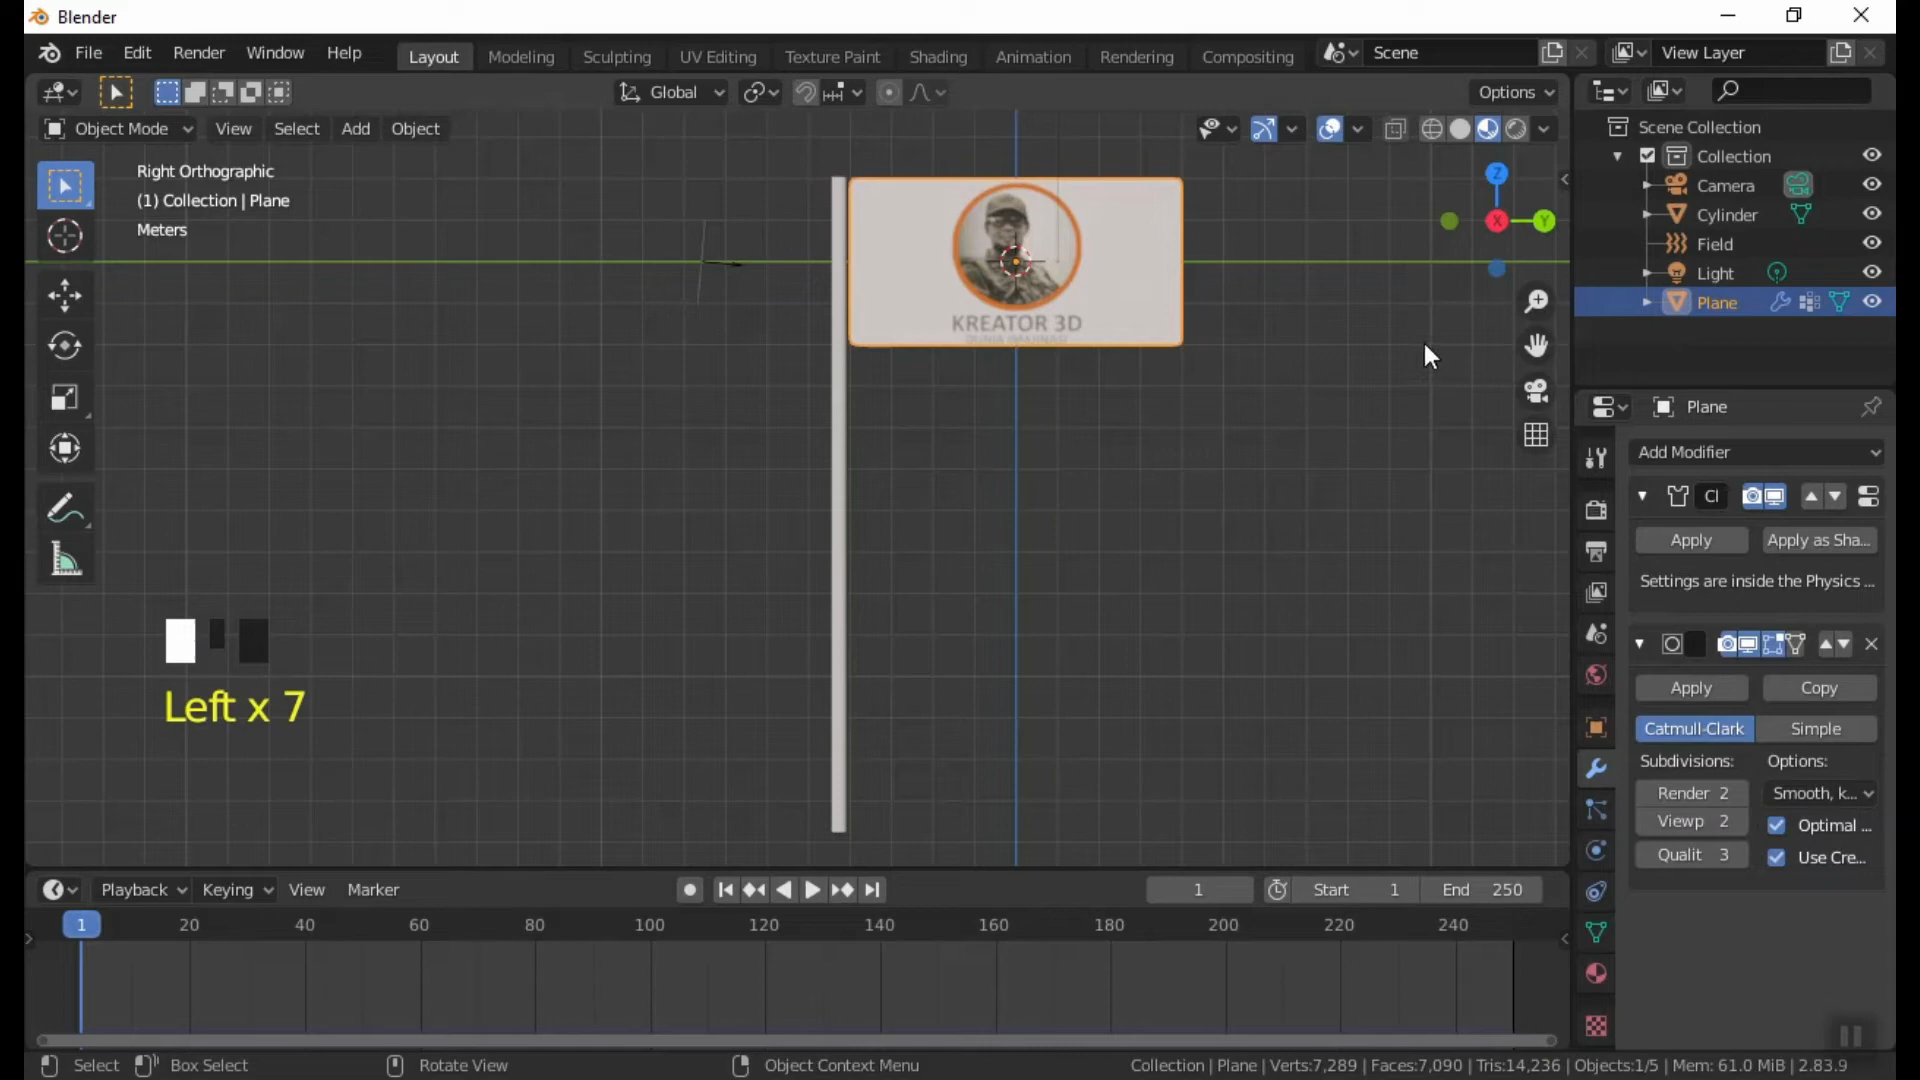 Blender
File Edit Render Window Help Layout Modeling Sculpting UV Editing Texture Paint Shading Animation Rendering Compositing Scene View Layer
Global Options
Object Mode View Select Add Object
Scene Collection
Collection
Camera
Cylinder
Field
Light
Plane
Right Orthographic
(1) Collection | Plane
Meters
Z
X
Y
KREATOR 3D
Left x 7
Plane
Add Modifier
Cl
Apply Apply as Sha...
Settings are inside the Physics ...
Apply Copy
Catmull-Clark Simple
Subdivisions: Options:
Render 2 Smooth, k...
Viewp 2 Optimal ...
Qualit 3 Use Cre...
Playback Keying View Marker 1 Start 1 End 250
1 20 40 60 80 100 120 140 160 180 200 220 240
Select Box Select Rotate View Object Context Menu Collection | Plane | Verts:7,289 | Faces:7,090 | Tris:14,236 | Objects:1/5 | Mem: 61.0 MiB | 2.83.9